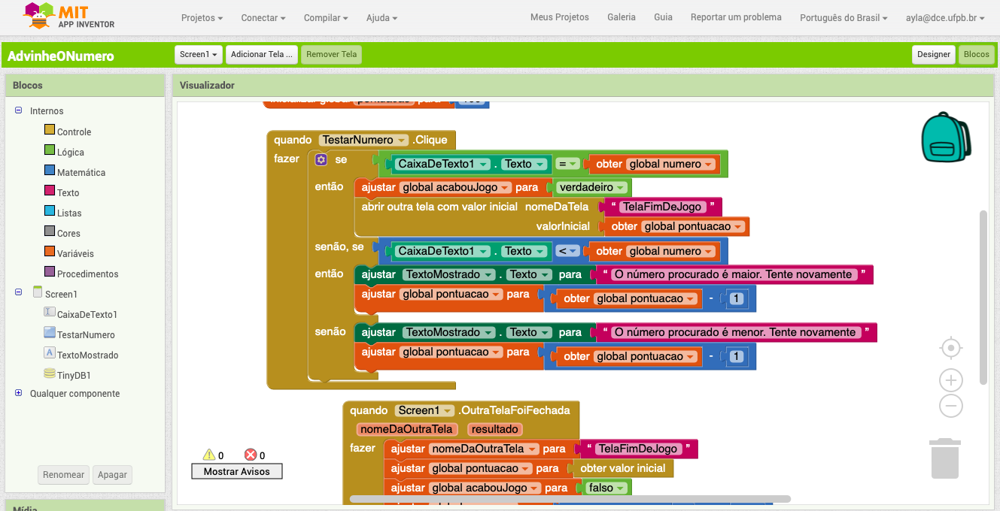 MIT
APP INVENTOR
Projetos Conectar Compilar Ajuda Meus Projetos Galeria Guia Reportar um problema Português do Brasil ayla@dce.ufpb.br
AdvinheONumero Screen1 Adicionar Tela ... Remover Tela Designer Blocos
Blocos
Internos
Controle
Lógica
Matemática
Texto
Listas
Cores
Variáveis
Procedimentos
Screen1
CaixaDeTexto1
TestarNumero
TextoMostrado
TinyDB1
Qualquer componente
Renomear Apagar
Mídia
Visualizador
inicializar global pontuacao para 100
quando TestarNumero .Clique
fazer se CaixaDeTexto1 . Texto = obter global numero
então ajustar global acabouJogo para verdadeiro
abrir outra tela com valor inicial nomeDaTela “ TelaFimDeJogo ”
valorInicial obter global pontuacao
senão, se CaixaDeTexto1 . Texto < obter global numero
então ajustar TextoMostrado . Texto para “ O número procurado é maior. Tente novamente ”
ajustar global pontuacao para obter global pontuacao - 1
senão ajustar TextoMostrado . Texto para “ O número procurado é menor. Tente novamente ”
ajustar global pontuacao para obter global pontuacao - 1
quando Screen1 .OutraTelaFoiFechada
nomeDaOutraTela resultado
fazer ajustar nomeDaOutraTela para “ TelaFimDeJogo ”
ajustar global pontuacao para obter valor inicial
ajustar global acabouJogo para falso
0 0
Mostrar Avisos